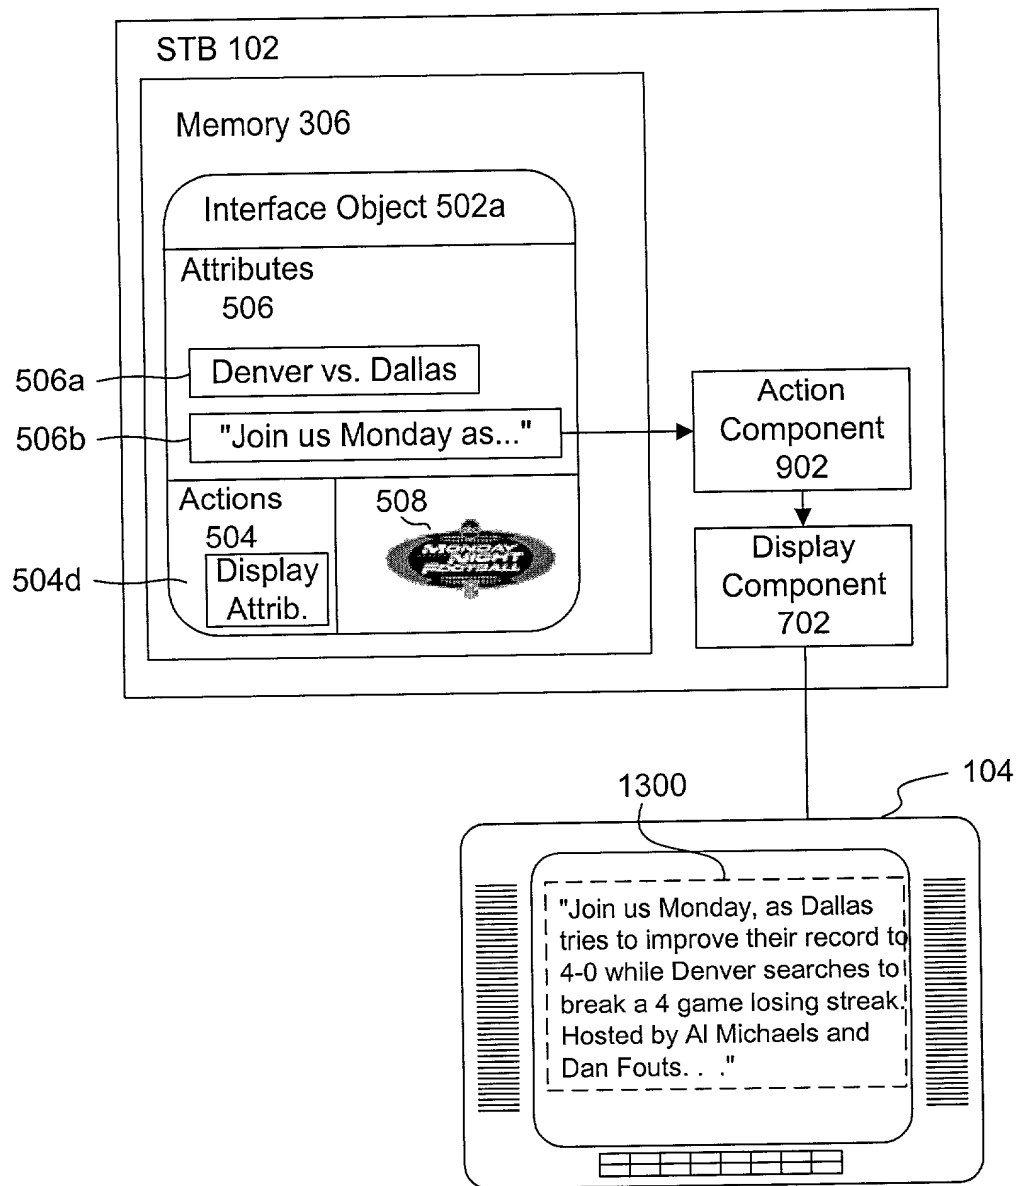 STB 102
Memory 306
Interface Object 502a
Attributes
506
506a
Denver vs. Dallas
506b
"Join us Monday as..."
Action
Component
902
Actions
504
508
MONDAY
NIGHT
FOOTBALL
504d
Display
Attrib.
Display
Component
702
1300
104
"Join us Monday, as Dallas
tries to improve their record to
4-0 while Denver searches to
break a 4 game losing streak.
Hosted by Al Michaels and
Dan Fouts. . ."